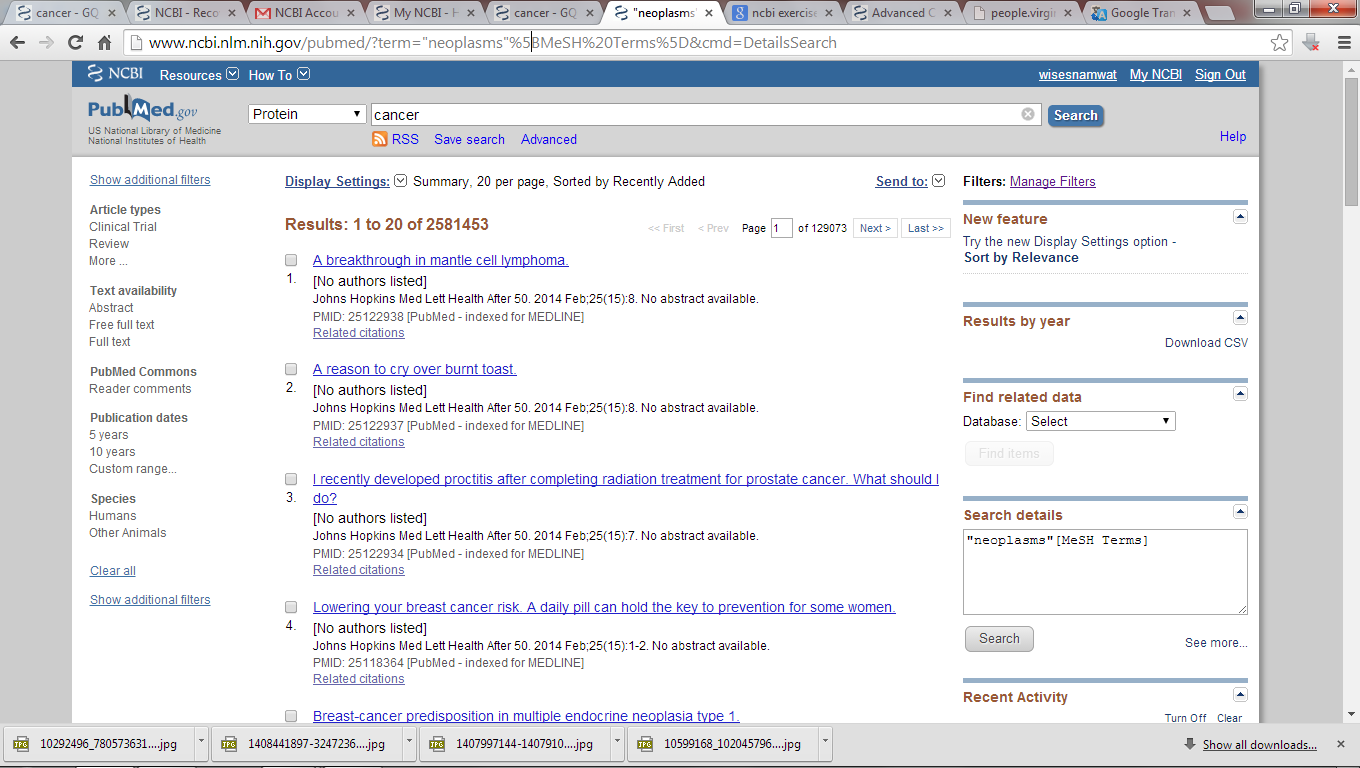 cancer - GQ
NCBI - Reco
NCBI Accou
My NCBI - H
cancer - GQ
"neoplasms"
ncbi exercise
Advanced C
people.virgin
Google Tran
www.ncbi.nlm.nih.gov/pubmed/?term="neoplasms"%5BMeSH%20Terms%5D&cmd=DetailsSearch
NCBI Resources How To
wisesnamwat My NCBI Sign Out
PubMed.gov
US National Library of Medicine
National Institutes of Health
Protein
cancer
Search
RSS Save search Advanced
Help
Show additional filters
Article types
Clinical Trial
Review
More ...
Text availability
Abstract
Free full text
Full text
PubMed Commons
Reader comments
Publication dates
5 years
10 years
Custom range...
Species
Humans
Other Animals
Clear all
Show additional filters
Display Settings: Summary, 20 per page, Sorted by Recently Added
Send to:
Results: 1 to 20 of 2581453
<< First < Prev Page 1 of 129073 Next > Last >>
A breakthrough in mantle cell lymphoma.
1. [No authors listed]
Johns Hopkins Med Lett Health After 50. 2014 Feb;25(15):8. No abstract available.
PMID: 25122938 [PubMed - indexed for MEDLINE]
Related citations
A reason to cry over burnt toast.
2. [No authors listed]
Johns Hopkins Med Lett Health After 50. 2014 Feb;25(15):8. No abstract available.
PMID: 25122937 [PubMed - indexed for MEDLINE]
Related citations
I recently developed proctitis after completing radiation treatment for prostate cancer. What should I
3. do?
[No authors listed]
Johns Hopkins Med Lett Health After 50. 2014 Feb;25(15):7. No abstract available.
PMID: 25122934 [PubMed - indexed for MEDLINE]
Related citations
Lowering your breast cancer risk. A daily pill can hold the key to prevention for some women.
4. [No authors listed]
Johns Hopkins Med Lett Health After 50. 2014 Feb;25(15):1-2. No abstract available.
PMID: 25118364 [PubMed - indexed for MEDLINE]
Related citations
Breast-cancer predisposition in multiple endocrine neoplasia type 1.
Filters: Manage Filters
New feature
Try the new Display Settings option -
Sort by Relevance
Results by year
Download CSV
Find related data
Database: Select
Find items
Search details
"neoplasms"[MeSH Terms]
Search
See more...
Recent Activity
Turn Off Clear
10292496_780573631....jpg
1408441897-3247236....jpg
1407997144-1407910....jpg
10599168_102045796....jpg
Show all downloads...